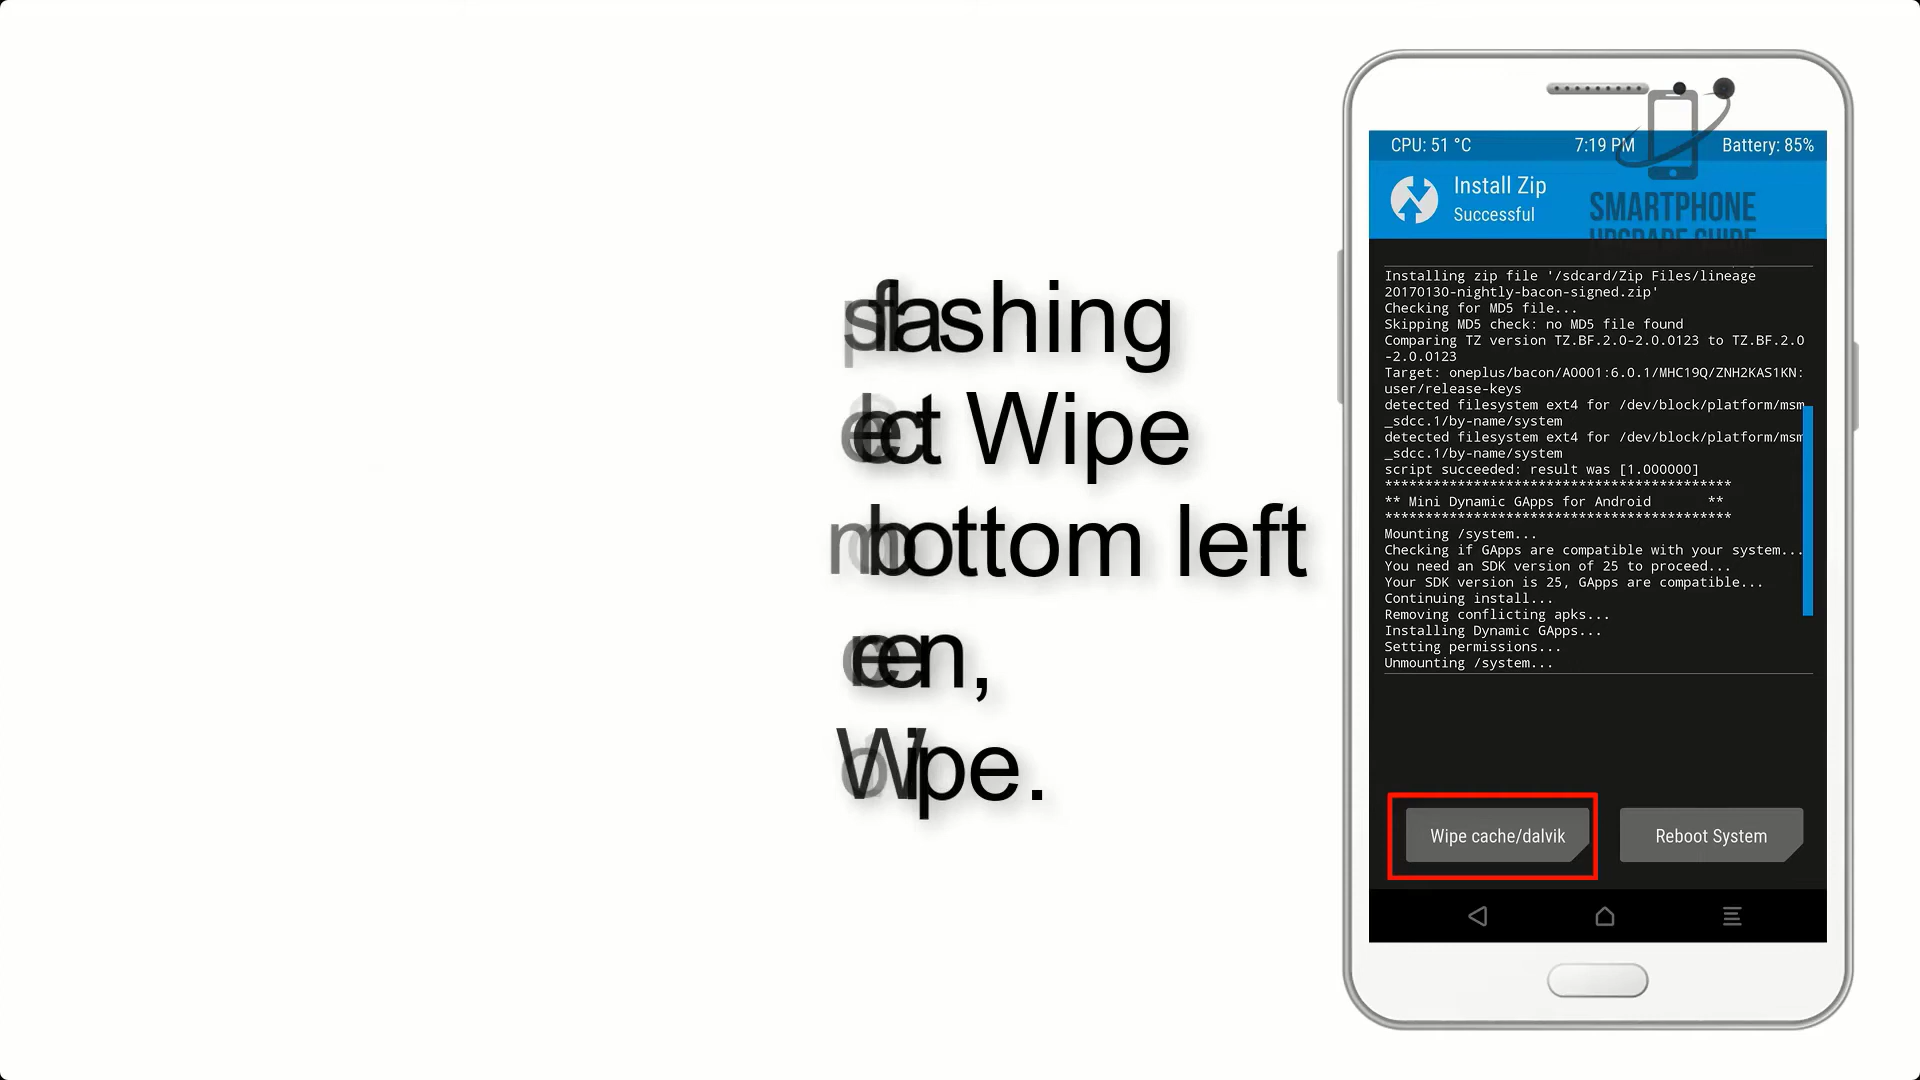 flashing
Wipe
bottom left
Wipe.
CPU: 51 °C 7:19 PM Battery: 85%
Install Zip
Successful
SMARTPHONE
UPGRADE GUIDE
Installing zip file '/sdcard/Zip Files/lineage
20170130-nightly-bacon-signed.zip'
Checking for MD5 file...
Skipping MD5 check: no MD5 file found
Comparing TZ version TZ.BF.2.0-2.0.0123 to TZ.BF.2.0
-2.0.0123
Target: oneplus/bacon/A0001:6.0.1/MHC19Q/ZNH2KAS1KN:
user/release-keys
detected filesystem ext4 for /dev/block/platform/msm
_sdcc.1/by-name/system
detected filesystem ext4 for /dev/block/platform/msm
_sdcc.1/by-name/system
script succeeded: result was [1.000000]
*******************************************
** Mini Dynamic GApps for Android **
*******************************************
Mounting /system...
Checking if GApps are compatible with your system...
You need an SDK version of 25 to proceed...
Your SDK version is 25, GApps are compatible...
Continuing install...
Removing conflicting apks...
Installing Dynamic GApps...
Setting permissions...
Unmounting /system...
Wipe cache/dalvik
Reboot System